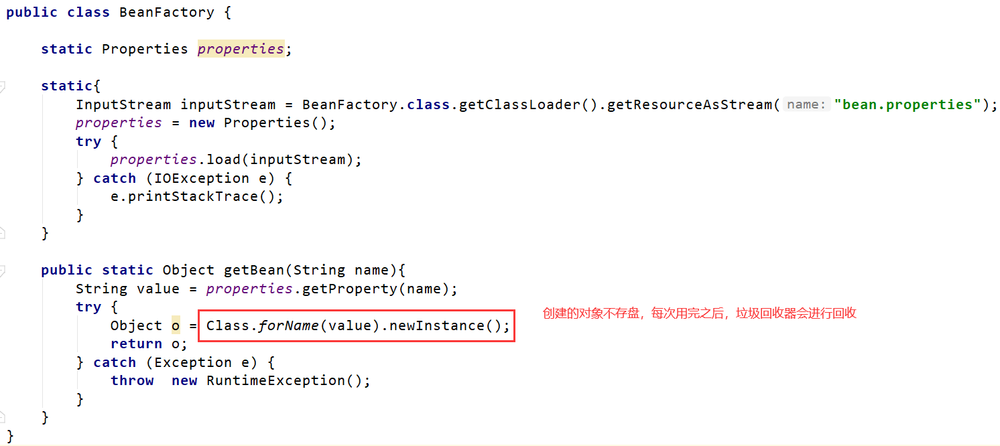 public class BeanFactory {
static Properties properties;
static{
InputStream inputStream = BeanFactory.class.getClassLoader().getResourceAsStream( name: "bean.properties");
properties = new Properties();
try {
properties.load(inputStream);
} catch (IOException e) {
e.printStackTrace();
}
}
public static Object getBean(String name){
String value = properties.getProperty(name);
try {
Object o = Class.forName(value).newInstance();
创建的对象不存盘，每次用完之后，垃圾回收器会进行回收
return o;
} catch (Exception e) {
throw  new RuntimeException();
}
}
}